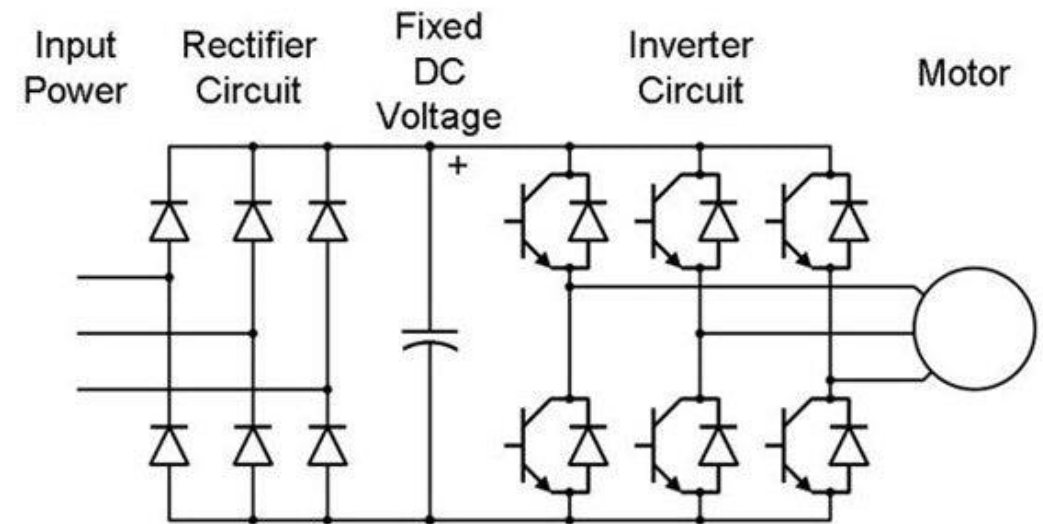 Input
Power
Rectifier
Circuit
Fixed
DC
Voltage
+
Inverter
Circuit
Motor